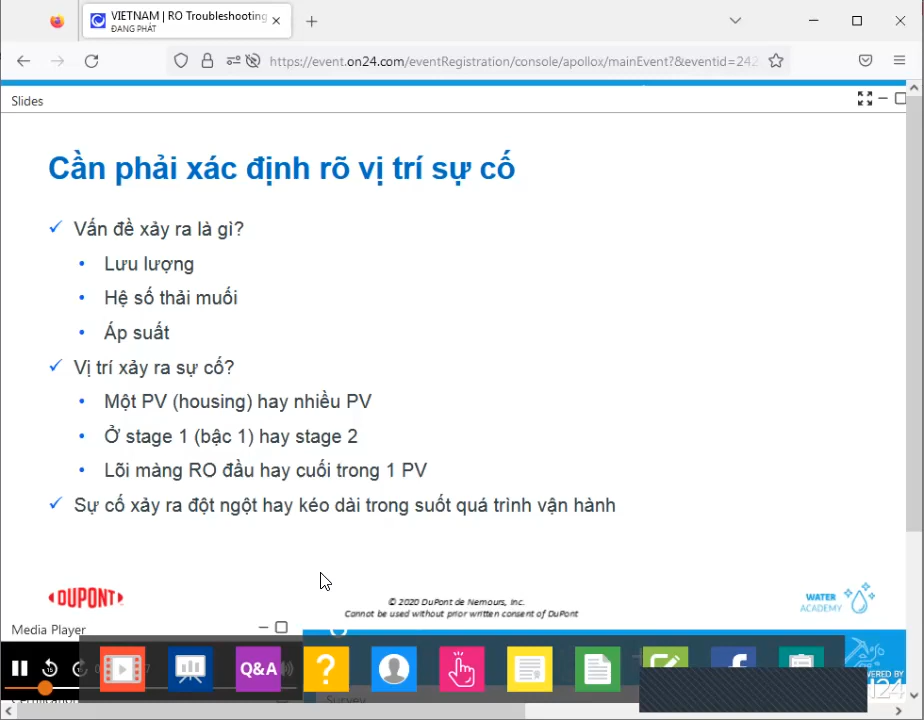 VIETNAM | RO Troubleshooting
ĐANG PHÁT
https://event.on24.com/eventRegistration/console/apollox/mainEvent?&eventid=242
Slides
Cần phải xác định rõ vị trí sự cố
Vấn đề xảy ra là gì?
Lưu lượng
Hệ số thải muối
Áp suất
Vị trí xảy ra sự cố?
Một PV (housing) hay nhiều PV
Ở stage 1 (bậc 1) hay stage 2
Lõi màng RO đầu hay cuối trong 1 PV
Sự cố xảy ra đột ngột hay kéo dài trong suốt quá trình vận hành
DUPONT
© 2020 DuPont de Nemours, Inc.
Cannot be used without prior written consent of DuPont
WATER
ACADEMY
Media Player
15
Q&A
?
Survey